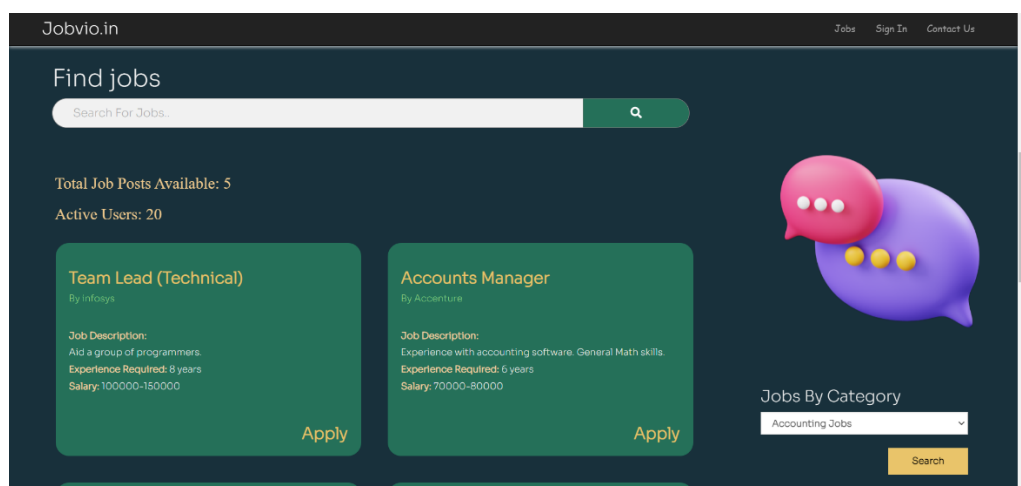 Jobvio.in
Jobs Sign In Contact Us
Find jobs
Search For Jobs..
Total Job Posts Available: 5
Active Users: 20
Team Lead (Technical)
By Infosys
Job Description:
Aid a group of programmers.
Experience Required: 8 years
Salary: 100000-150000
Apply
Accounts Manager
By Accenture
Job Description:
Experience with accounting software. General Math skills.
Experience Required: 6 years
Salary: 70000-80000
Apply
Jobs By Category
Accounting Jobs
Search